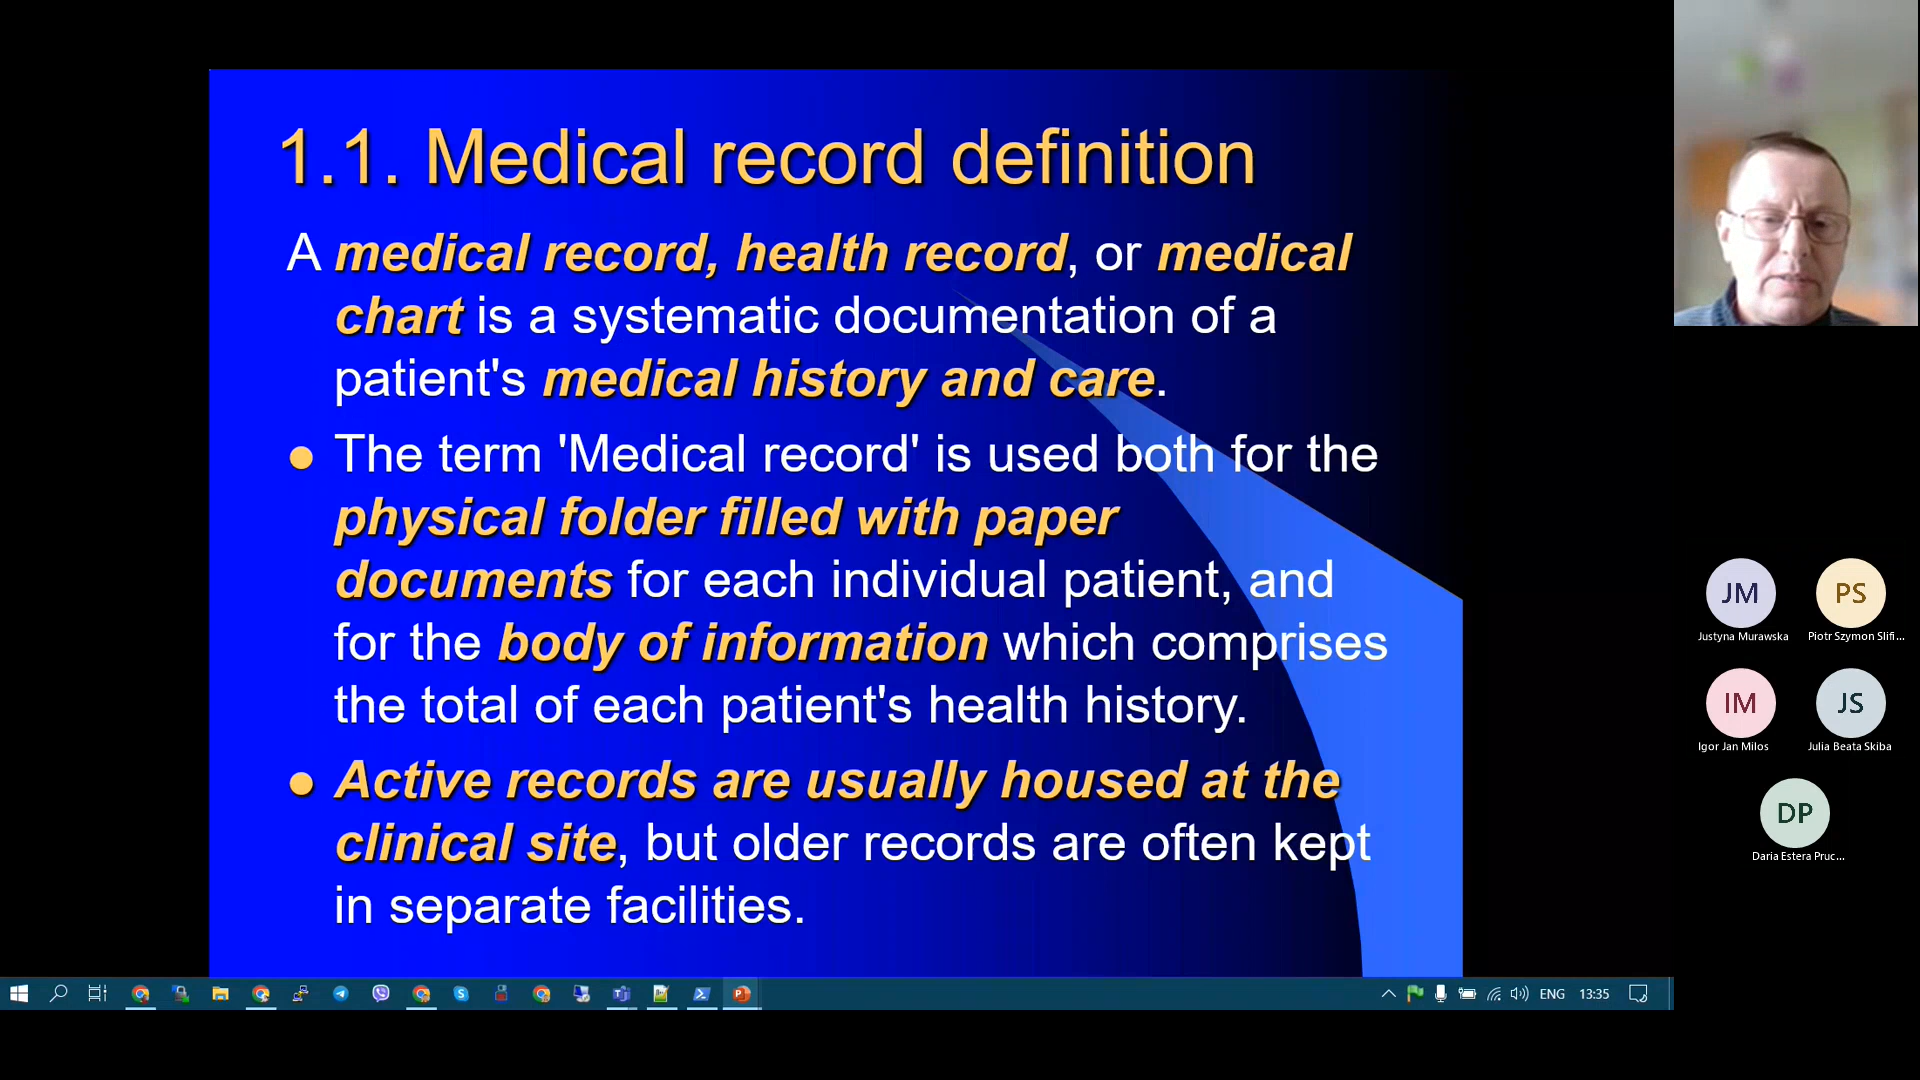 1.1. Medical record definition
A medical record, health record, or medical
chart is a systematic documentation of a
patient's medical history and care.
The term 'Medical record' is used both for the
physical folder filled with paper
documents for each individual patient, and
for the body of information which comprises
the total of each patient's health history.
Active records are usually housed at the
clinical site, but older records are often kept
in separate facilities.
JM
Justyna Murawska
PS
Piotr Szymon Slifi...
IM
Igor Jan Milos
JS
Julia Beata Skiba
DP
Daria Estera Pruc...
ENG
13:35